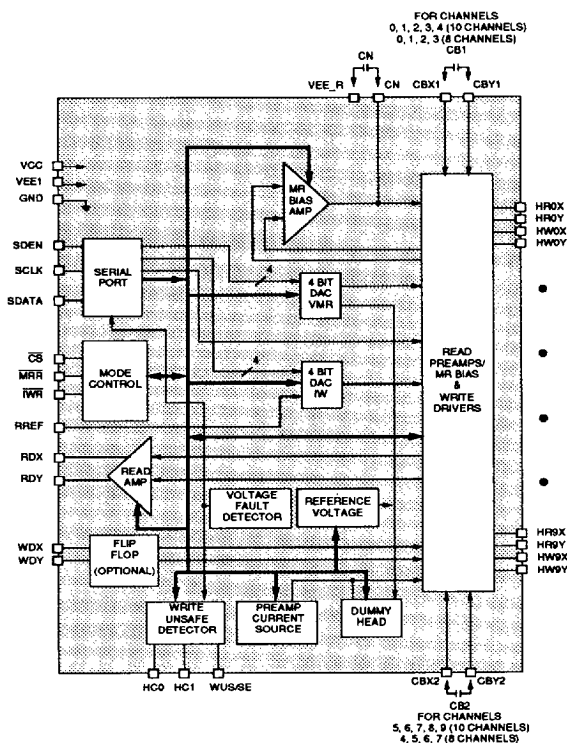 FOR CHANNELS
0, 1, 2, 3, 4 (10 CHANNELS)
0, 1, 2, 3 (8 CHANNELS)
CB1
CN
VEE_R
CN
CBX1
CBY1
VCC
VEE1
GND
SDEN
SCLK
SDATA
CS
MRR
IWR
RREF
RDX
RDY
WDX
WDY
SERIAL
PORT
MODE
CONTROL
READ
AMP
FLIP
FLOP
(OPTIONAL)
MR
BIAS
AMP
4
4 BIT
DAC
VMR
4
4 BIT
DAC
IW
VOLTAGE
FAULT
DETECTOR
REFERENCE
VOLTAGE
WRITE
UNSAFE
DETECTOR
PREAMP
CURRENT
SOURCE
DUMMY
HEAD
READ
PREAMPS/
MR BIAS
&
WRITE
DRIVERS
HR0X
HR0Y
HW0X
HW0Y
HR9X
HR9Y
HW9X
HW9Y
HC0
HC1
WUS/SE
CBX2
CBY2
CB2
FOR CHANNELS
5, 6, 7, 8, 9 (10 CHANNELS)
4, 5, 6, 7 (8 CHANNELS)